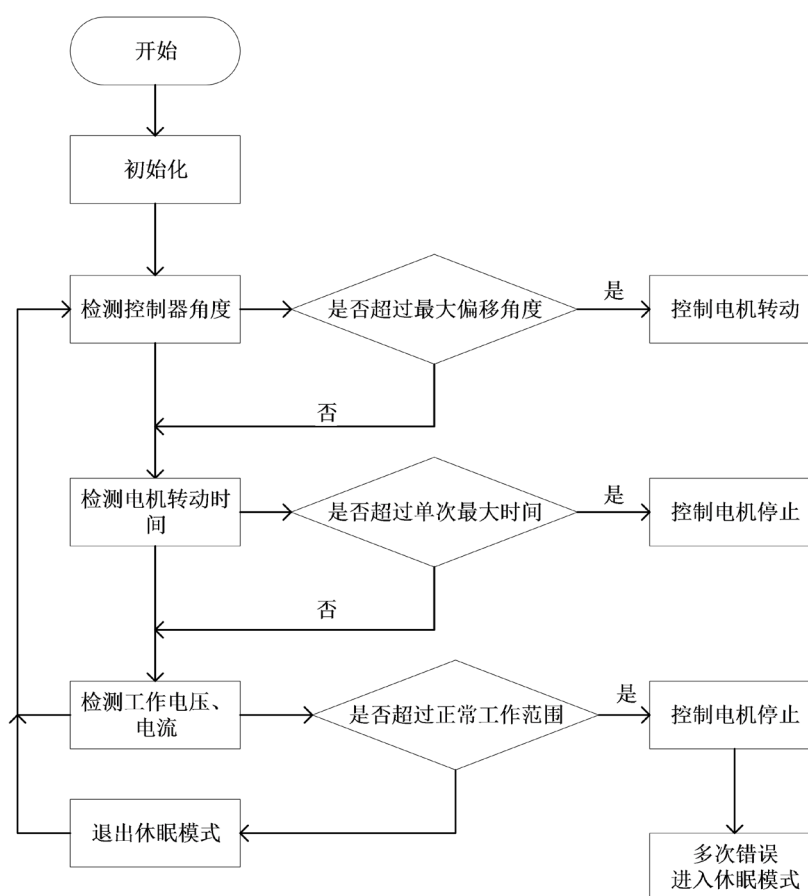 开始
初始化
检测控制器角度
是否超过最大偏移角度
是
控制电机转动
否
检测电机转动时
间
是否超过单次最大时间
是
控制电机停止
否
检测工作电压、
电流
是否超过正常工作范围
是
控制电机停止
退出休眠模式
多次错误
进入休眠模式